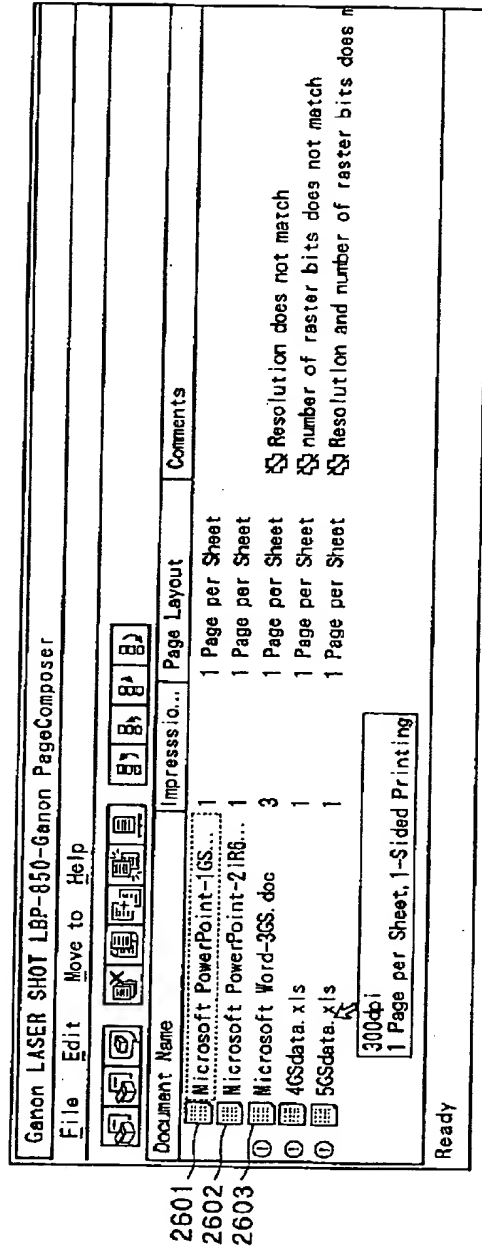 Ganon LASER SHOT LBP-850-Ganon PageComposer
File Edit Move to Help
Document Name Impresssio... Page Layout Comments
2601 Microsoft PowerPoint-1GS... 1 1 Page per Sheet
2602 Microsoft PowerPoint-21R6... 1 1 Page per Sheet
2603 Microsoft Word-3GS.doc 3 1 Page per Sheet Resolution does not match
4GSdata.xls 1 1 Page per Sheet number of raster bits does not match
5GSdata.xls 1 1 Page per Sheet Resolution and number of raster bits does n
300dpi
1 Page per Sheet, 1-Sided Printing
Ready